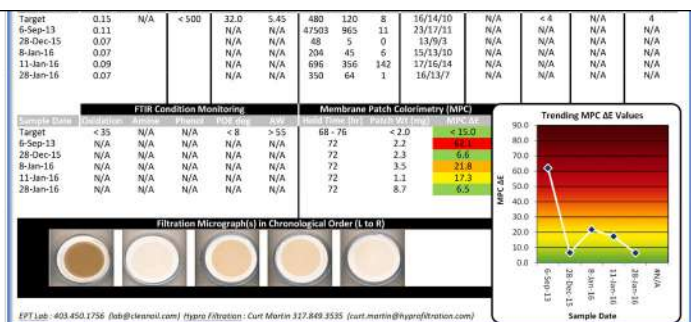 Target 0.15 N/A < 500 32.0 5.45 480 120 8 16/14/10 N/A < 4 N/A 4
6-Sep-13 0.11 N/A N/A 47503 965 11 23/17/11 N/A N/A N/A N/A
28-Dec-15 0.07 N/A N/A 48 5 0 13/9/3 N/A N/A N/A N/A
8-Jan-16 0.07 N/A N/A 204 45 6 15/13/10 N/A N/A N/A N/A
11-Jan-16 0.09 N/A N/A 696 356 142 17/16/14 N/A N/A N/A N/A
28-Jan-16 0.07 N/A N/A 350 64 1 16/13/7 N/A N/A N/A N/A
FTIR Condition Monitoring Membrane Patch Colorimetry (MPC)
Sample Date Oxidation Amine Phenol POE deg AW Hold Time (hr) Patch Wt (mg) MPC ΔE
Target < 35 N/A N/A < 8 > 55 68 - 76 < 2.0 < 15.0
6-Sep-13 N/A N/A N/A N/A N/A 72 2.2 62.1
28-Dec-15 N/A N/A N/A N/A N/A 72 2.3 6.6
8-Jan-16 N/A N/A N/A N/A N/A 72 3.5 21.8
11-Jan-16 N/A N/A N/A N/A N/A 72 1.1 17.3
28-Jan-16 N/A N/A N/A N/A N/A 72 8.7 6.5
Trending MPC ΔE Values
MPC ΔE
90.0
80.0
70.0
60.0
50.0
40.0
30.0
20.0
10.0
0.0
6-Sep-13
28-Dec-15
8-Jan-16
11-Jan-16
28-Jan-16
#N/A
Sample Date
Filtration Micrograph(s) in Chronological Order (L to R)
EPT Lab : 403.450.1756 (lab@cleanoil.com) Hypro Filtration : Curt Martin 317.849.3535 (curt.martin@hyprofiltration.com)